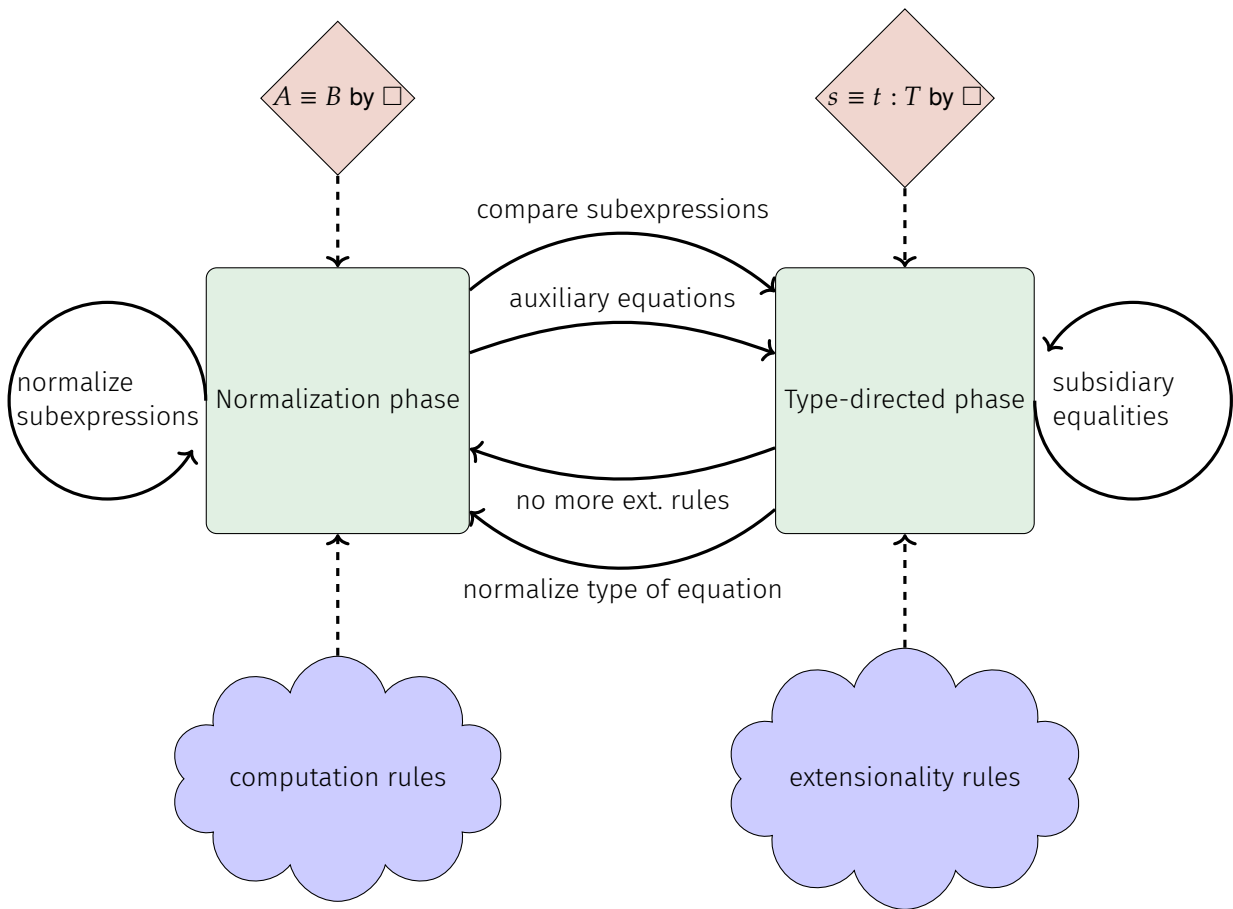 A ≡ B by □
s ≡ t : T by □
compare subexpressions
auxiliary equations
normalize
subexpressions
Normalization phase
Type-directed phase
subsidiary
equalities
no more ext. rules
normalize type of equation
computation rules
extensionality rules